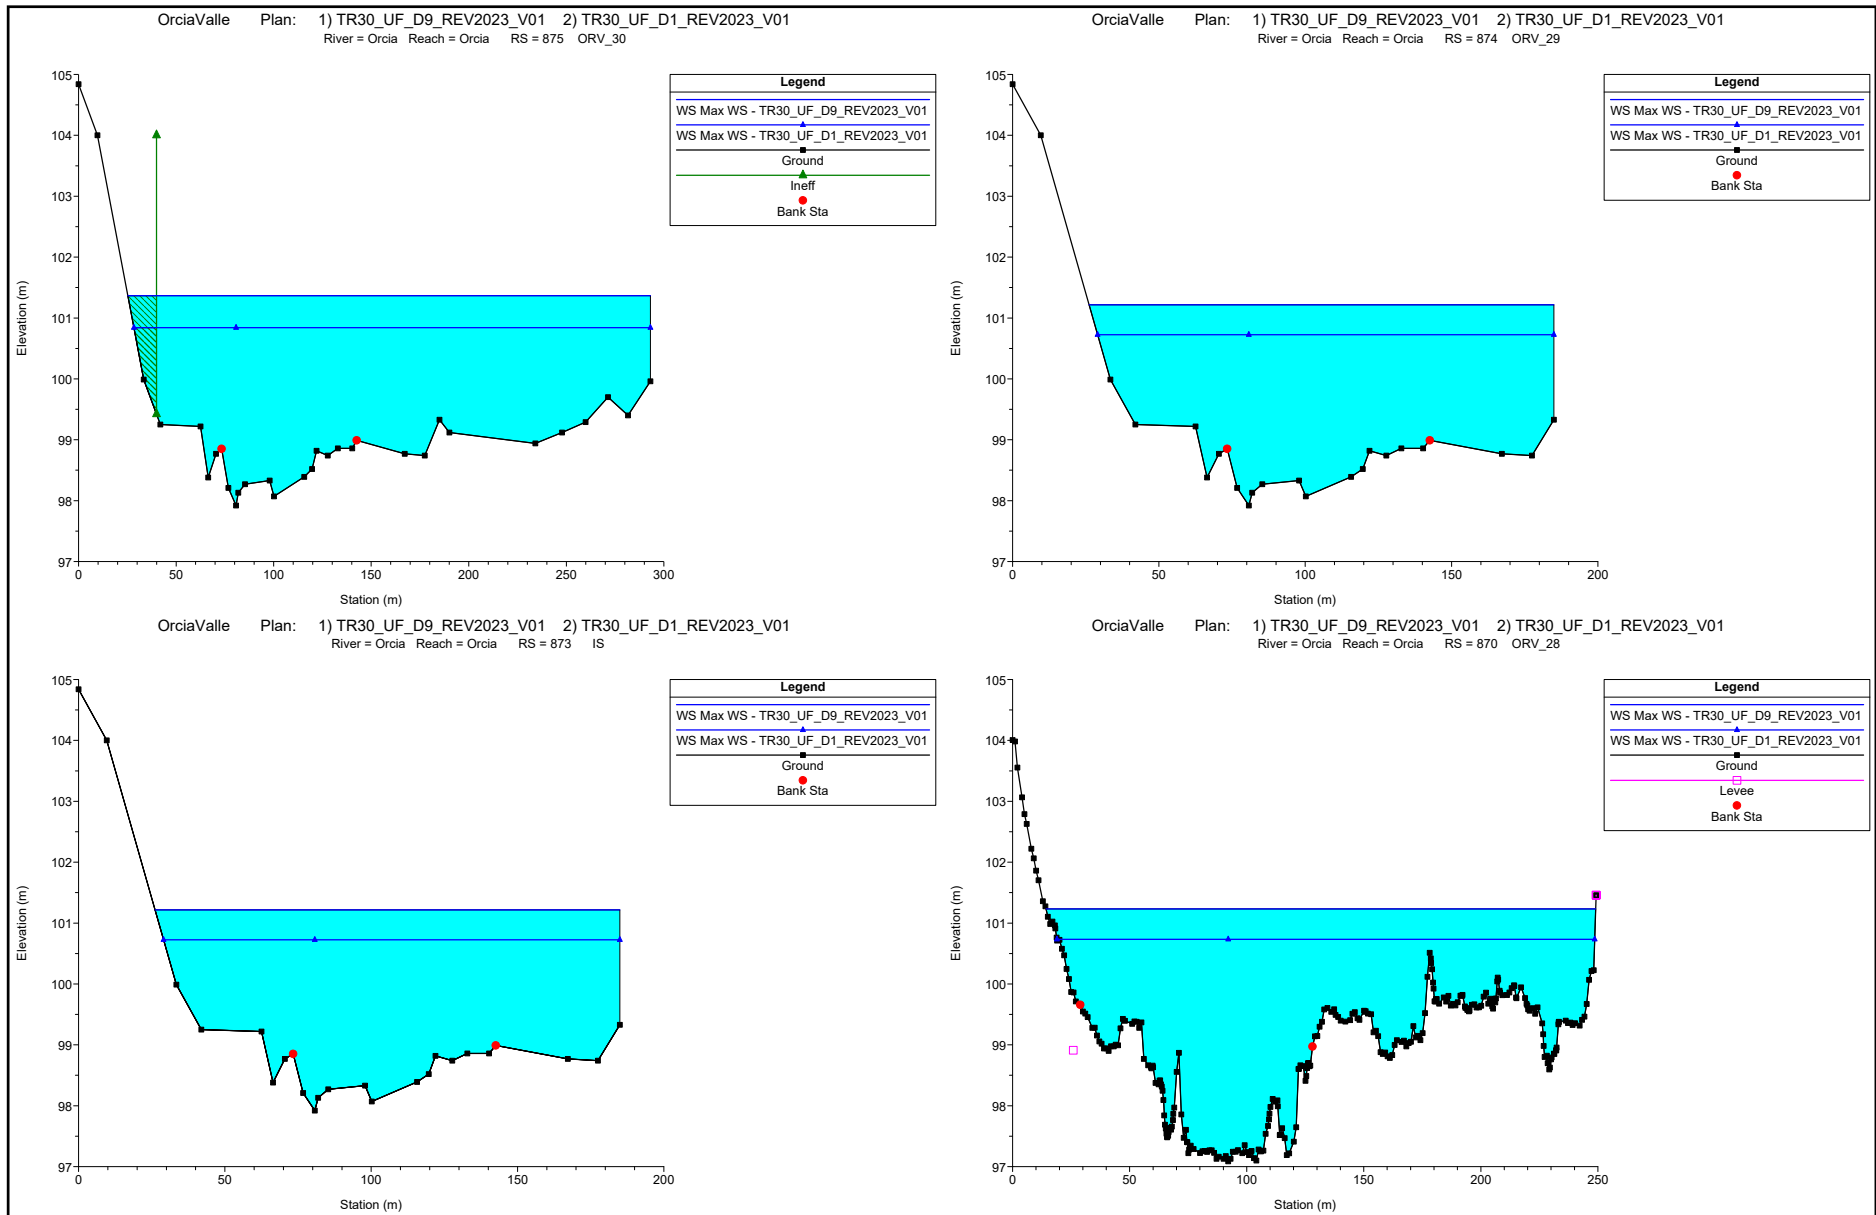 OrciaValle Plan: 1) TR30_UF_D9_REV2023_V01 2) TR30_UF_D1_REV2023_V01
River = Orcia Reach = Orcia RS = 875 ORV_30
105
104
103
102
101
100
99
98
97
Elevation (m)
0 50 100 150 200 250 300
Station (m)
Legend
WS Max WS - TR30_UF_D9_REV2023_V01
WS Max WS - TR30_UF_D1_REV2023_V01
Ground
Ineff
Bank Sta
OrciaValle Plan: 1) TR30_UF_D9_REV2023_V01 2) TR30_UF_D1_REV2023_V01
River = Orcia Reach = Orcia RS = 874 ORV_29
105
104
103
102
101
100
99
98
97
Elevation (m)
0 50 100 150 200
Station (m)
Legend
WS Max WS - TR30_UF_D9_REV2023_V01
WS Max WS - TR30_UF_D1_REV2023_V01
Ground
Bank Sta
OrciaValle Plan: 1) TR30_UF_D9_REV2023_V01 2) TR30_UF_D1_REV2023_V01
River = Orcia Reach = Orcia RS = 873 IS
105
104
103
102
101
100
99
98
97
Elevation (m)
0 50 100 150 200
Station (m)
Legend
WS Max WS - TR30_UF_D9_REV2023_V01
WS Max WS - TR30_UF_D1_REV2023_V01
Ground
Bank Sta
OrciaValle Plan: 1) TR30_UF_D9_REV2023_V01 2) TR30_UF_D1_REV2023_V01
River = Orcia Reach = Orcia RS = 870 ORV_28
105
104
103
102
101
100
99
98
97
Elevation (m)
0 50 100 150 200 250
Station (m)
Legend
WS Max WS - TR30_UF_D9_REV2023_V01
WS Max WS - TR30_UF_D1_REV2023_V01
Ground
Levee
Bank Sta